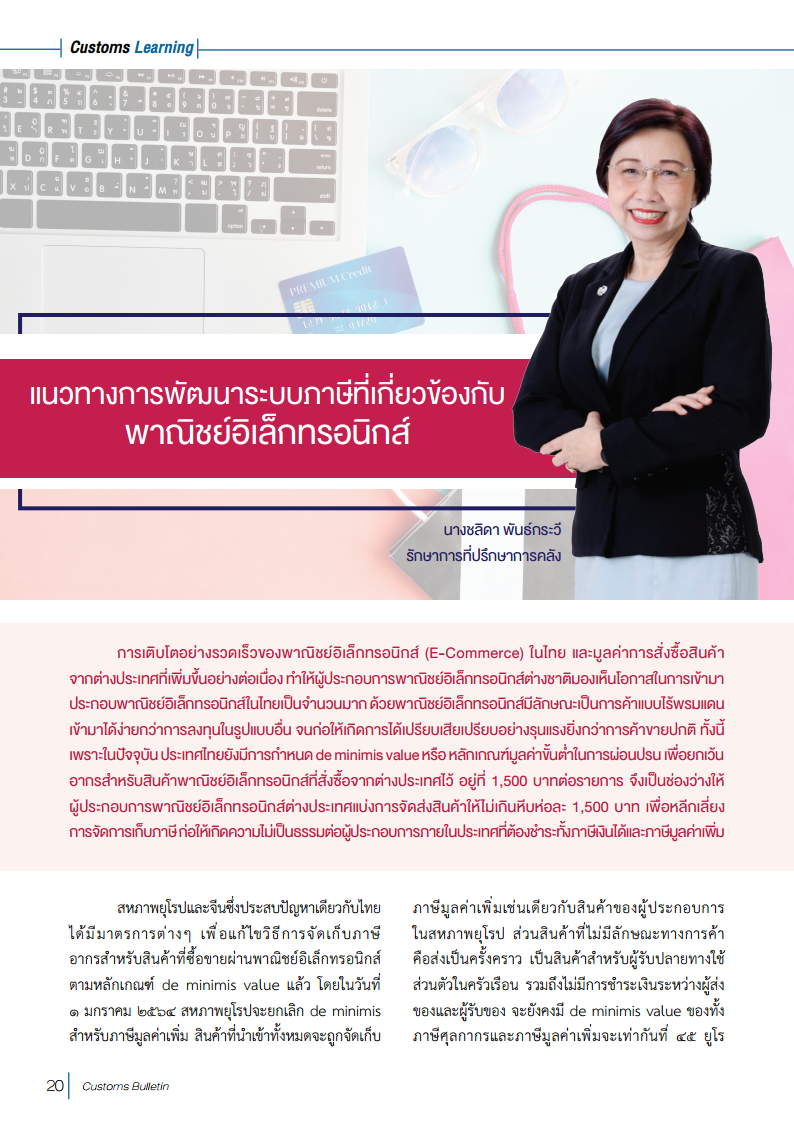 Customs Learning
PREMIUM Credit
แนวทางการพัฒนาระบบภาษีที่เกี่ยวข้องกับ
พาณิชย์อิเล็กทรอนิกส์
นางชลิดา พันธ์กระวี
รักษาการที่ปรึกษาการคลัง
การเติบโตอย่างรวดเร็วของพาณิชย์อิเล็กทรอนิกส์ (E-Commerce) ในไทย และมูลค่าการสั่งซื้อสินค้า
จากต่างประเทศที่เพิ่มขึ้นอย่างต่อเนื่อง ทำให้ผู้ประกอบการพาณิชย์อิเล็กทรอนิกส์ต่างชาติมองเห็นโอกาสในการเข้ามา
ประกอบพาณิชย์อิเล็กทรอนิกส์ในไทยเป็นจำนวนมาก ด้วยพาณิชย์อิเล็กทรอนิกส์มีลักษณะเป็นการค้าแบบไร้พรมแดน
เข้ามาได้ง่ายกว่าการลงทุนในรูปแบบอื่น จนก่อให้เกิดการได้เปรียบเสียเปรียบอย่างรุนแรงยิ่งกว่าการค้าขายปกติ ทั้งนี้
เพราะในปัจจุบัน ประเทศไทยยังมีการกำหนด de minimis value หรือ หลักเกณฑ์มูลค่าขั้นต่ำในการผ่อนปรน เพื่อยกเว้น
อากรสำหรับสินค้าพาณิชย์อิเล็กทรอนิกส์ที่สั่งซื้อจากต่างประเทศไว้ อยู่ที่ 1,500 บาทต่อรายการ จึงเป็นช่องว่างให้
ผู้ประกอบการพาณิชย์อิเล็กทรอนิกส์ต่างประเทศแบ่งการจัดส่งสินค้าให้ไม่เกินหีบห่อละ 1,500 บาท เพื่อหลีกเลี่ยง
การจัดการเก็บภาษี ก่อให้เกิดความไม่เป็นธรรมต่อผู้ประกอบการภายในประเทศที่ต้องชำระทั้งภาษีเงินได้และภาษีมูลค่าเพิ่ม
สหภาพยุโรปและจีนซึ่งประสบปัญหาเดียวกับไทย
ได้มีมาตรการต่างๆ เพื่อแก้ไขวิธีการจัดเก็บภาษี
อากรสำหรับสินค้าที่ซื้อขายผ่านพาณิชย์อิเล็กทรอนิกส์
ตามหลักเกณฑ์ de minimis value แล้ว โดยในวันที่
๑ มกราคม ๒๕๖๔ สหภาพยุโรปจะยกเลิก de minimis
สำหรับภาษีมูลค่าเพิ่ม สินค้าที่นำเข้าทั้งหมดจะถูกจัดเก็บ
ภาษีมูลค่าเพิ่มเช่นเดียวกับสินค้าของผู้ประกอบการ
ในสหภาพยุโรป ส่วนสินค้าที่ไม่มีลักษณะทางการค้า
คือส่งเป็นครั้งคราว เป็นสินค้าสำหรับผู้รับปลายทางใช้
ส่วนตัวในครัวเรือน รวมถึงไม่มีการชำระเงินระหว่างผู้ส่ง
ของและผู้รับของ จะยังคงมี de minimis value ของทั้ง
ภาษีศุลกากรและภาษีมูลค่าเพิ่มจะเท่ากันที่ ๔๕ ยูโร
20 Customs Bulletin